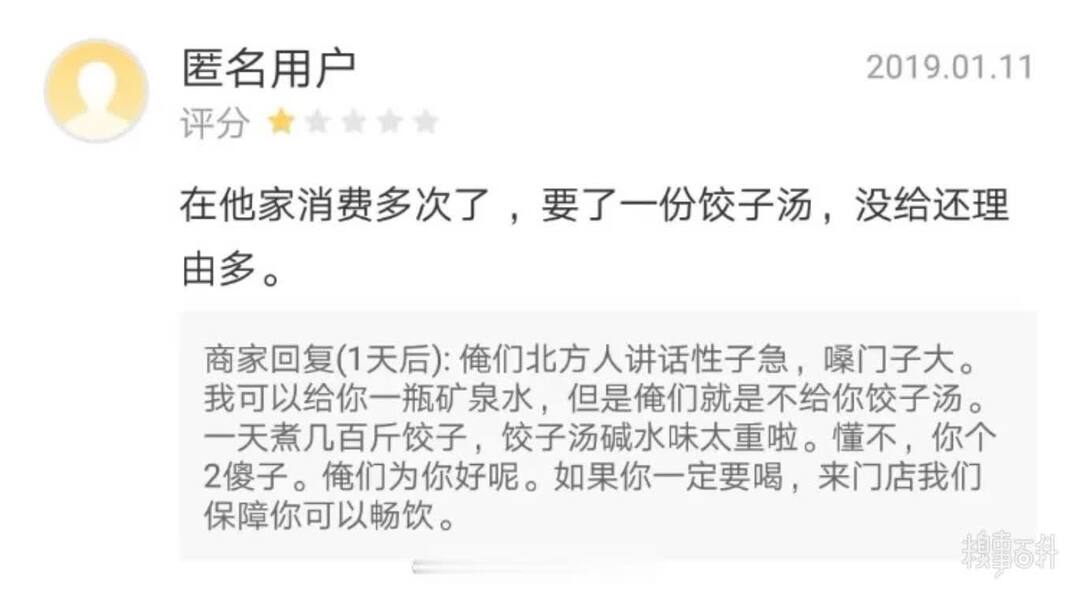 匿名用户
2019.01.11
评分
在他家消费多次了，要了一份饺子汤，没给还理
由多。
商家回复(1天后): 俺们北方人讲话性子急，嗓门子大。
我可以给你一瓶矿泉水，但是俺们就是不给你饺子汤。
一天煮几百斤饺子，饺子汤碱水味太重啦。懂不，你个
2傻子。俺们为你好呢。如果你一定要喝，来门店我们
保障你可以畅饮。
糗事百科